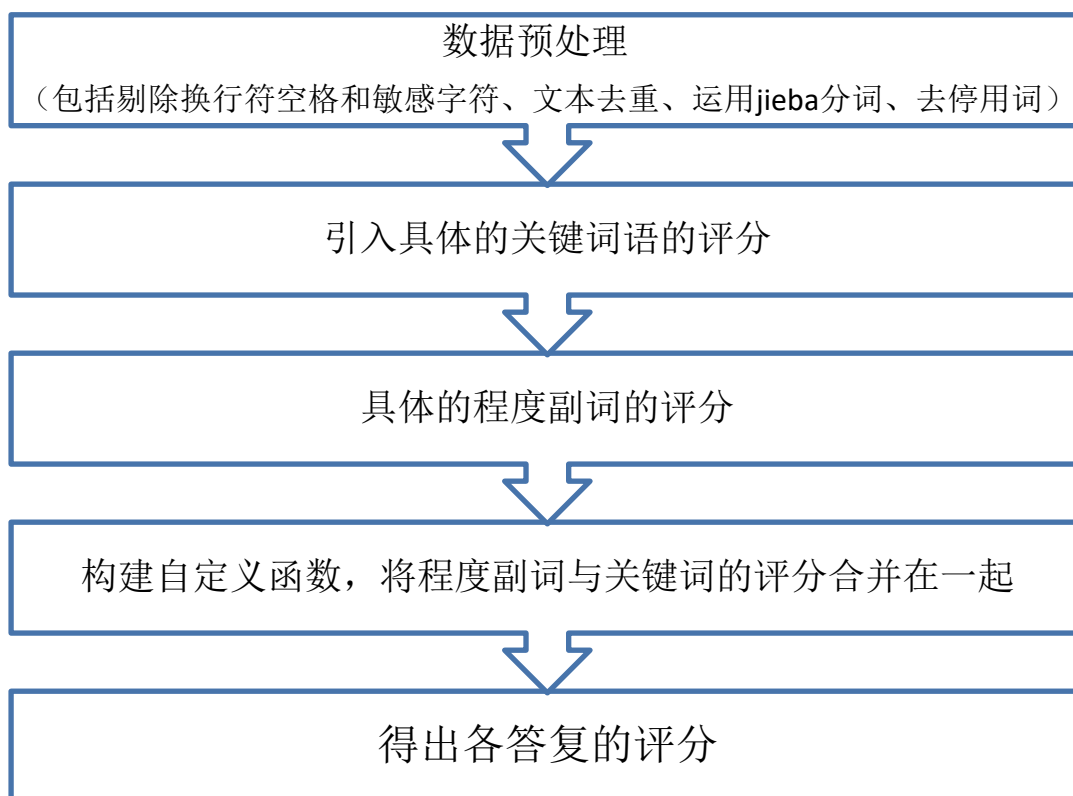 数据预处理
（包括剔除换行符空格和敏感字符、文本去重、运用jieba分词、去停用词）
引入具体的关键词语的评分
具体的程度副词的评分
构建自定义函数，将程度副词与关键词的评分合并在一起
得出各答复的评分